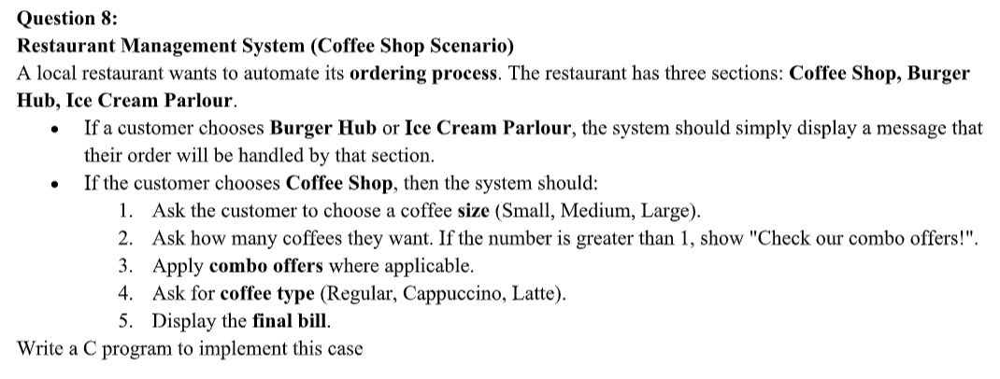 Question 8:
Restaurant Management System (Coffee Shop Scenario)
A local restaurant wants to automate its ordering process. The restaurant has three sections: Coffee Shop, Burger
Hub, Ice Cream Parlour.
• If a customer chooses Burger Hub or Ice Cream Parlour, the system should simply display a message that
their order will be handled by that section.
• If the customer chooses Coffee Shop, then the system should:
1. Ask the customer to choose a coffee size (Small, Medium, Large).
2. Ask how many coffees they want. If the number is greater than 1, show "Check our combo offers!".
3. Apply combo offers where applicable.
4. Ask for coffee type (Regular, Cappuccino, Latte).
5. Display the final bill.
Write a C program to implement this case